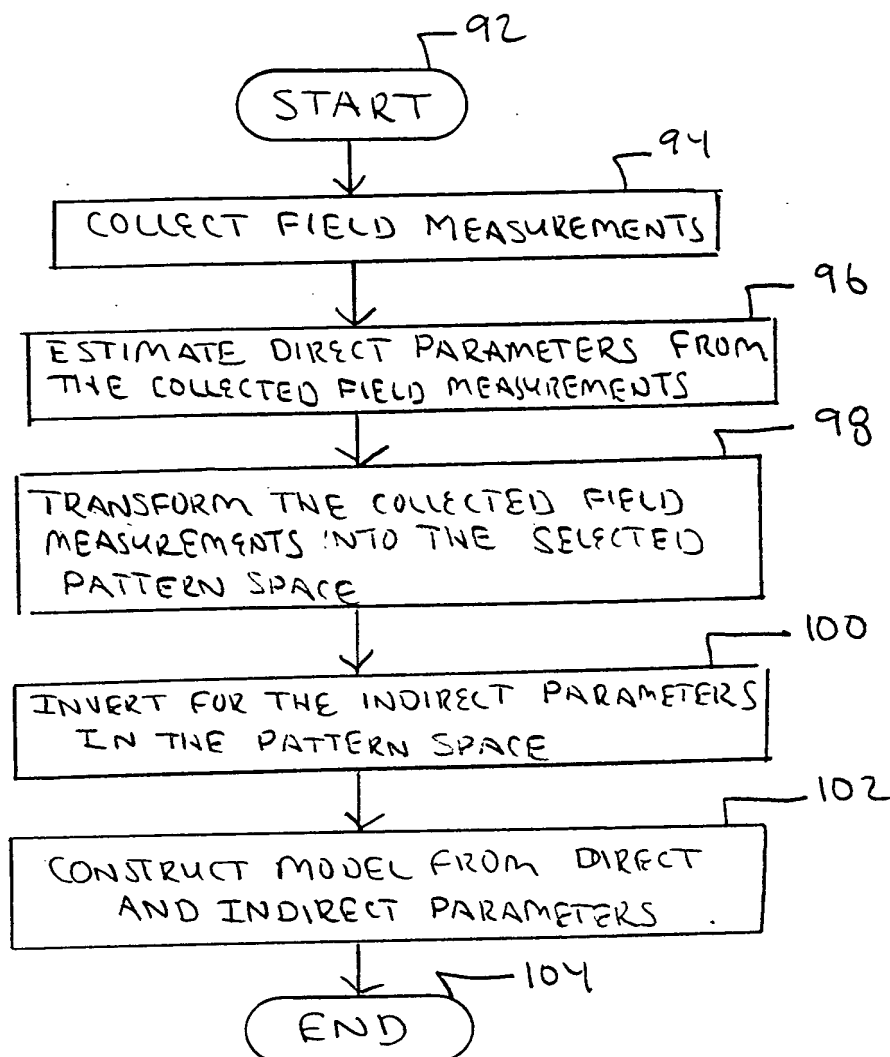 92
START
94
COLLECT FIELD MEASUREMENTS
96
ESTIMATE DIRECT PARAMETERS FROM
THE COLLECTED FIELD MEASUREMENTS
98
TRANSFORM THE COLLECTED FIELD
MEASUREMENTS INTO THE SELECTED
PATTERN SPACE
100
INVERT FOR THE INDIRECT PARAMETERS
IN THE PATTERN SPACE
102
CONSTRUCT MODEL FROM DIRECT
AND INDIRECT PARAMETERS
104
END